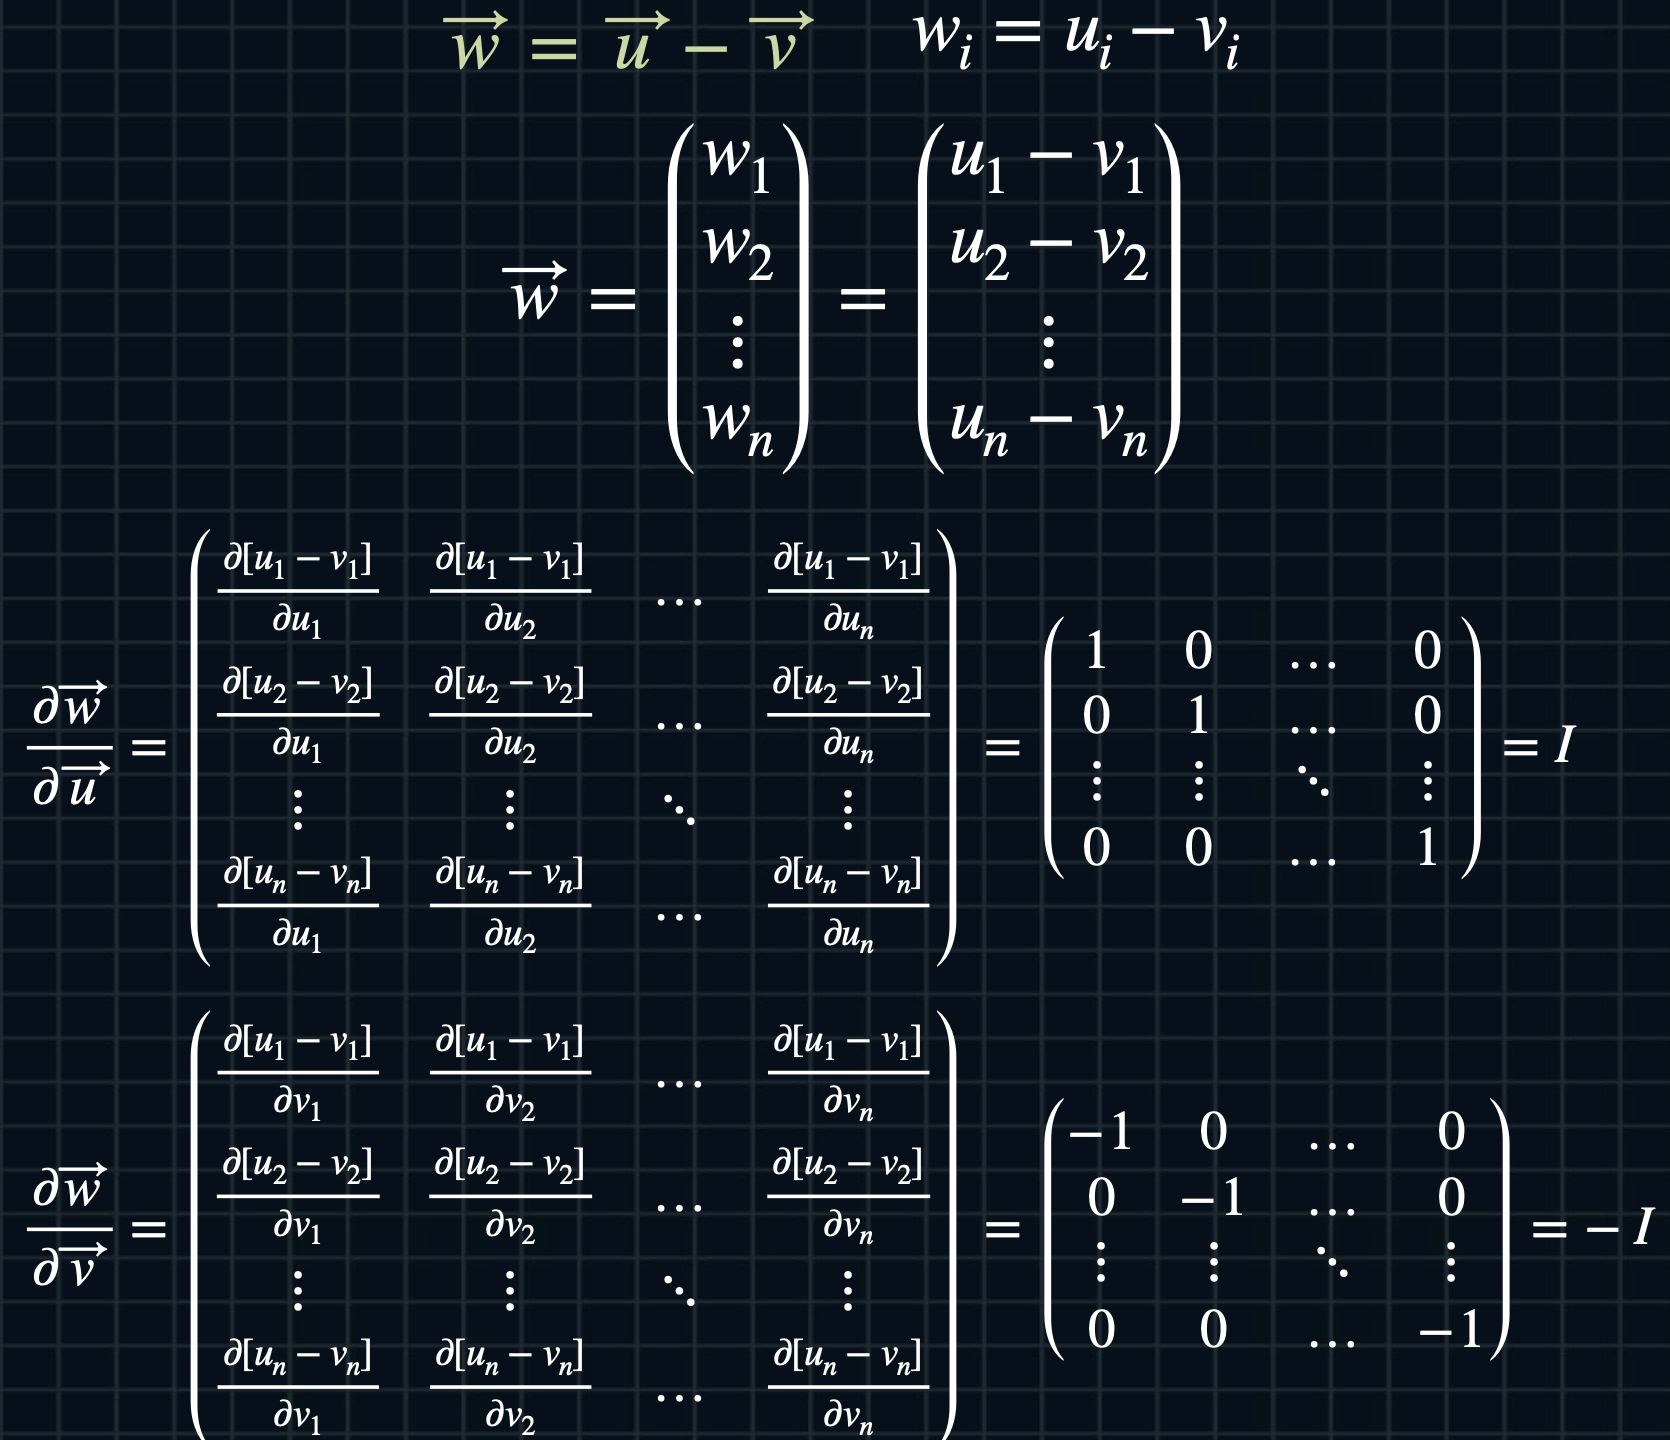 $\overrightarrow{w} = \overrightarrow{u} - \overrightarrow{v} \quad w_i = u_i - v_i$
$\overrightarrow{w} = \begin{pmatrix} w_1 \\ w_2 \\ \vdots \\ w_n \end{pmatrix} = \begin{pmatrix} u_1 - v_1 \\ u_2 - v_2 \\ \vdots \\ u_n - v_n \end{pmatrix}$
$\frac{\partial \overrightarrow{w}}{\partial \overrightarrow{u}} = \begin{pmatrix} \frac{\partial [u_1 - v_1]}{\partial u_1} & \frac{\partial [u_1 - v_1]}{\partial u_2} & \dots & \frac{\partial [u_1 - v_1]}{\partial u_n} \\ \frac{\partial [u_2 - v_2]}{\partial u_1} & \frac{\partial [u_2 - v_2]}{\partial u_2} & \dots & \frac{\partial [u_2 - v_2]}{\partial u_n} \\ \vdots & \vdots & \ddots & \vdots \\ \frac{\partial [u_n - v_n]}{\partial u_1} & \frac{\partial [u_n - v_n]}{\partial u_2} & \dots & \frac{\partial [u_n - v_n]}{\partial u_n} \end{pmatrix} = \begin{pmatrix} 1 & 0 & \dots & 0 \\ 0 & 1 & \dots & 0 \\ \vdots & \vdots & \ddots & \vdots \\ 0 & 0 & \dots & 1 \end{pmatrix} = I$
$\frac{\partial \overrightarrow{w}}{\partial \overrightarrow{v}} = \begin{pmatrix} \frac{\partial [u_1 - v_1]}{\partial v_1} & \frac{\partial [u_1 - v_1]}{\partial v_2} & \dots & \frac{\partial [u_1 - v_1]}{\partial v_n} \\ \frac{\partial [u_2 - v_2]}{\partial v_1} & \frac{\partial [u_2 - v_2]}{\partial v_2} & \dots & \frac{\partial [u_2 - v_2]}{\partial v_n} \\ \vdots & \vdots & \ddots & \vdots \\ \frac{\partial [u_n - v_n]}{\partial v_1} & \frac{\partial [u_n - v_n]}{\partial v_2} & \dots & \frac{\partial [u_n - v_n]}{\partial v_n} \end{pmatrix} = \begin{pmatrix} -1 & 0 & \dots & 0 \\ 0 & -1 & \dots & 0 \\ \vdots & \vdots & \ddots & \vdots \\ 0 & 0 & \dots & -1 \end{pmatrix} = -I$